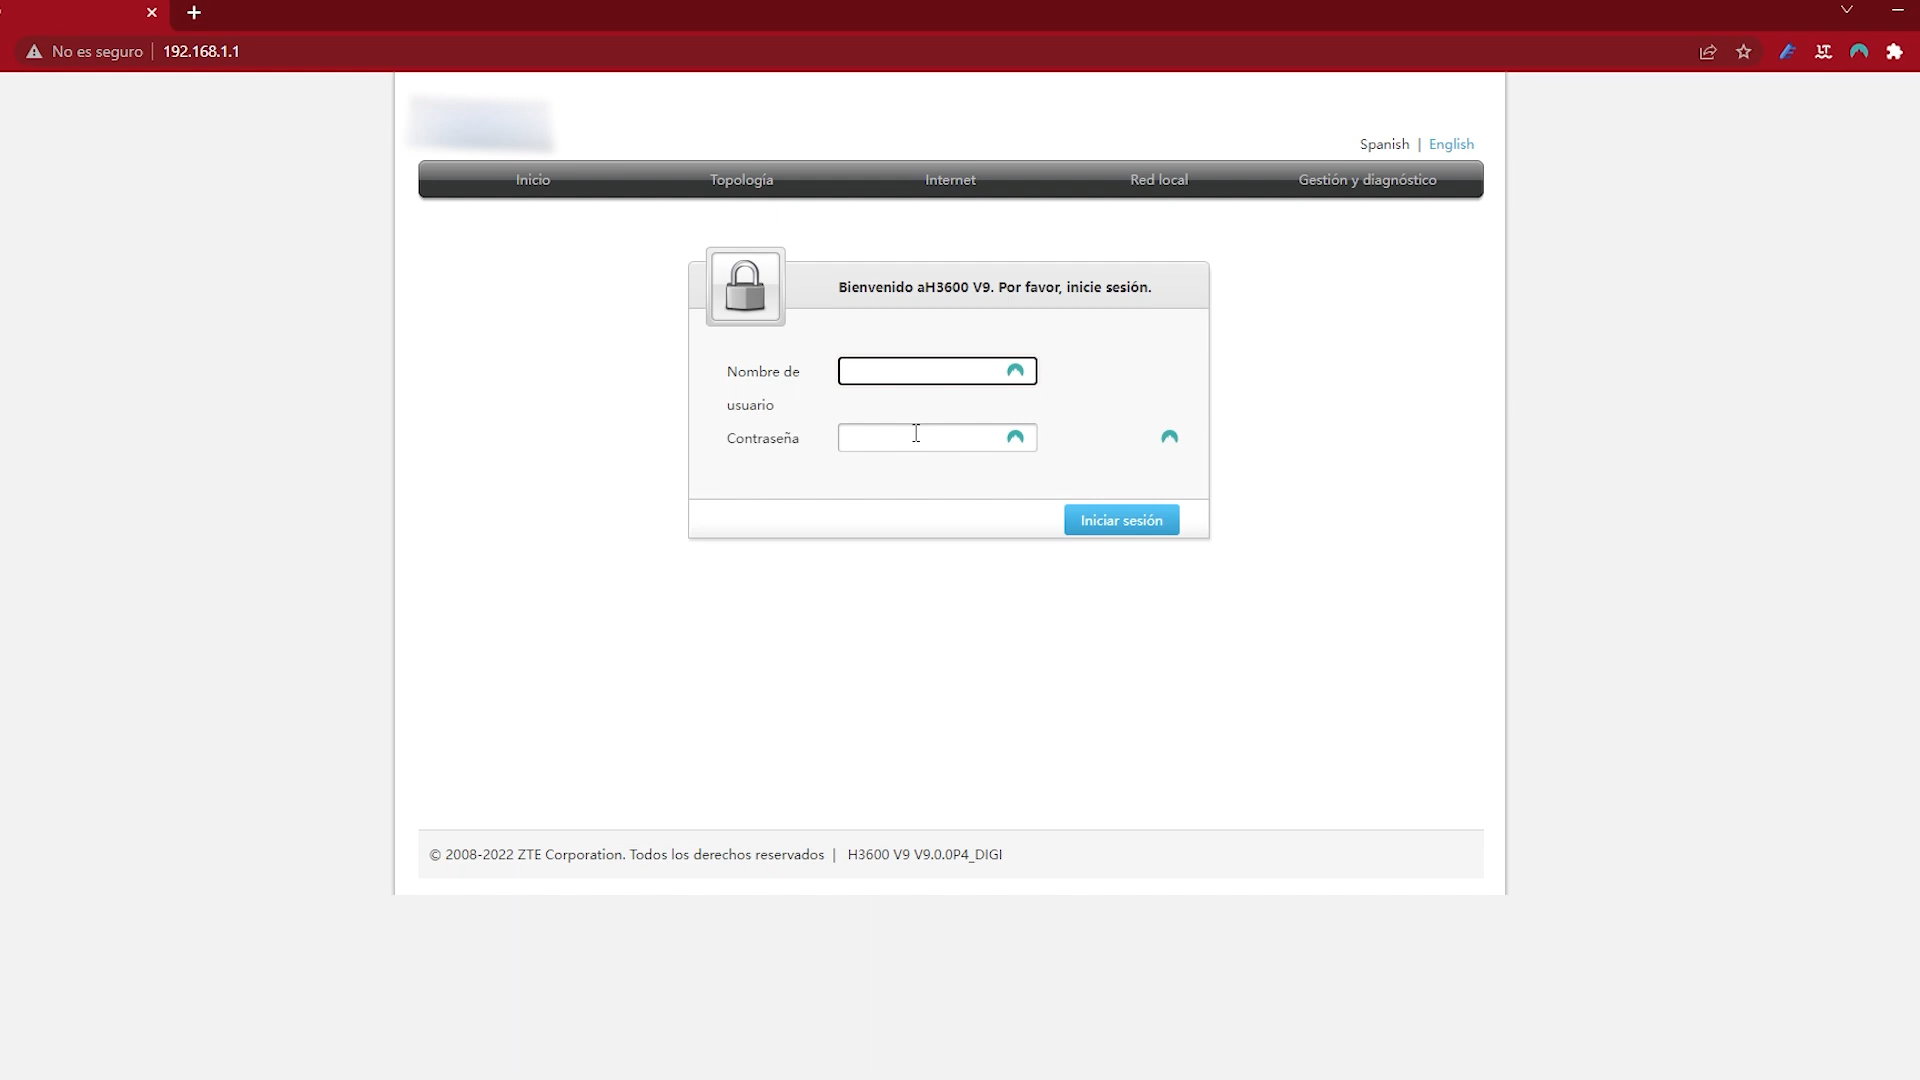 No es seguro | 192.168.1.1
Spanish | English
Inicio Topología Internet Red local Gestión y diagnóstico
Bienvenido aH3600 V9. Por favor, inicie sesión.
Nombre de
usuario
Contraseña
Iniciar sesión
© 2008-2022 ZTE Corporation. Todos los derechos reservados | H3600 V9 V9.0.0P4_DIGI